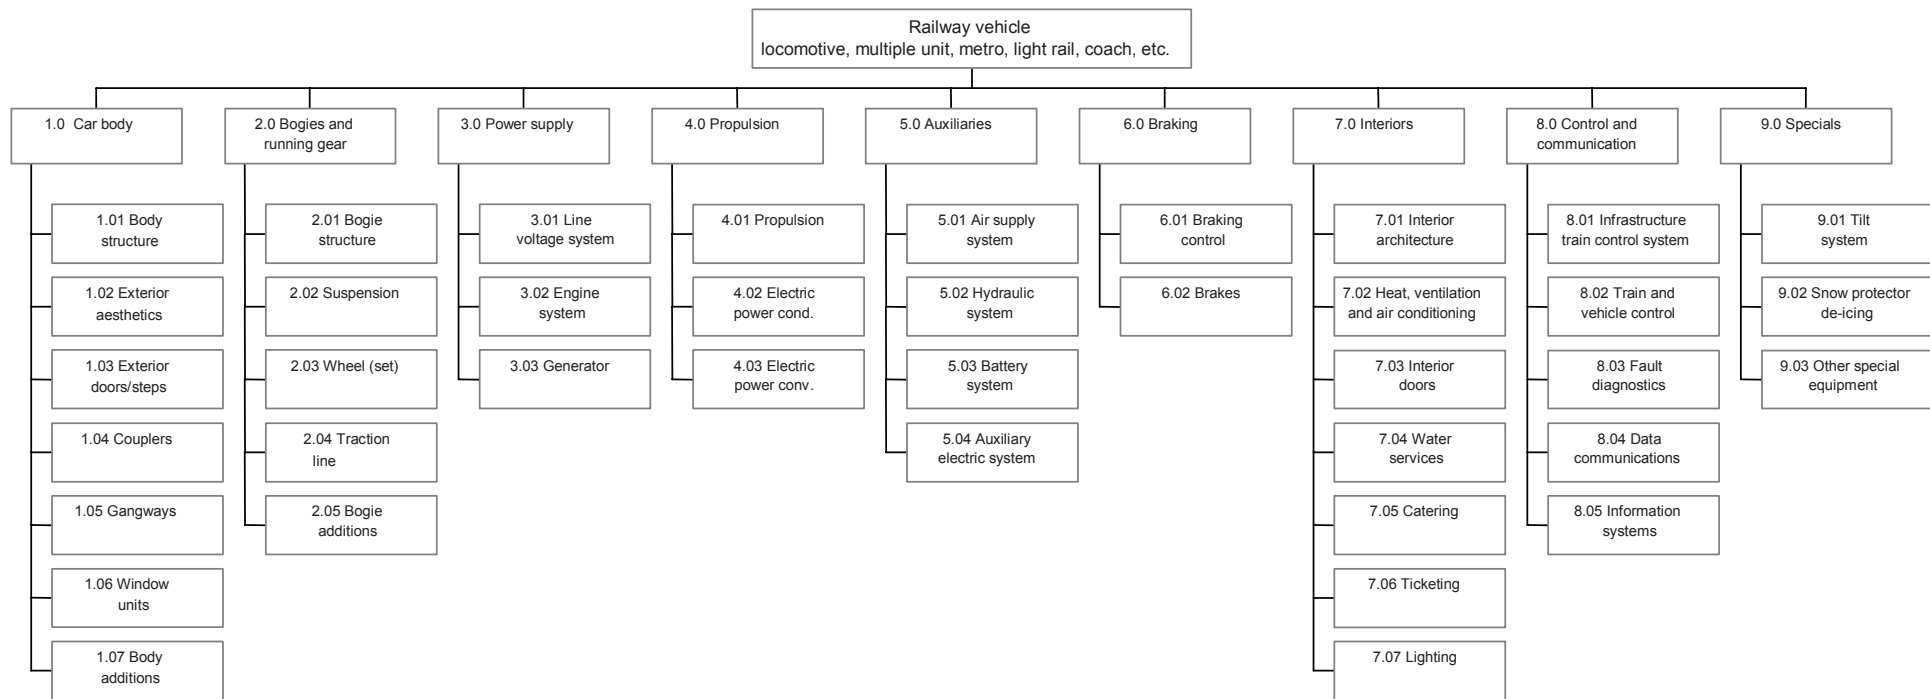 Railway vehicle
locomotive, multiple unit, metro, light rail, coach, etc.
1.0 Car body
1.01 Body
structure
1.02 Exterior
aesthetics
1.03 Exterior
doors/steps
1.04 Couplers
1.05 Gangways
1.06 Window
units
1.07 Body
additions
2.0 Bogies and
running gear
2.01 Bogie
structure
2.02 Suspension
2.03 Wheel (set)
2.04 Traction
line
2.05 Bogie
additions
3.0 Power supply
3.01 Line
voltage system
3.02 Engine
system
3.03 Generator
4.0 Propulsion
4.01 Propulsion
4.02 Electric
power cond.
4.03 Electric
power conv.
5.0 Auxiliaries
5.01 Air supply
system
5.02 Hydraulic
system
5.03 Battery
system
5.04 Auxiliary
electric system
6.0 Braking
6.01 Braking
control
6.02 Brakes
7.0 Interiors
7.01 Interior
architecture
7.02 Heat, ventilation
and air conditioning
7.03 Interior
doors
7.04 Water
services
7.05 Catering
7.06 Ticketing
7.07 Lighting
8.0 Control and
communication
8.01 Infrastructure
train control system
8.02 Train and
vehicle control
8.03 Fault
diagnostics
8.04 Data
communications
8.05 Information
systems
9.0 Specials
9.01 Tilt
system
9.02 Snow protector
de-icing
9.03 Other special
equipment